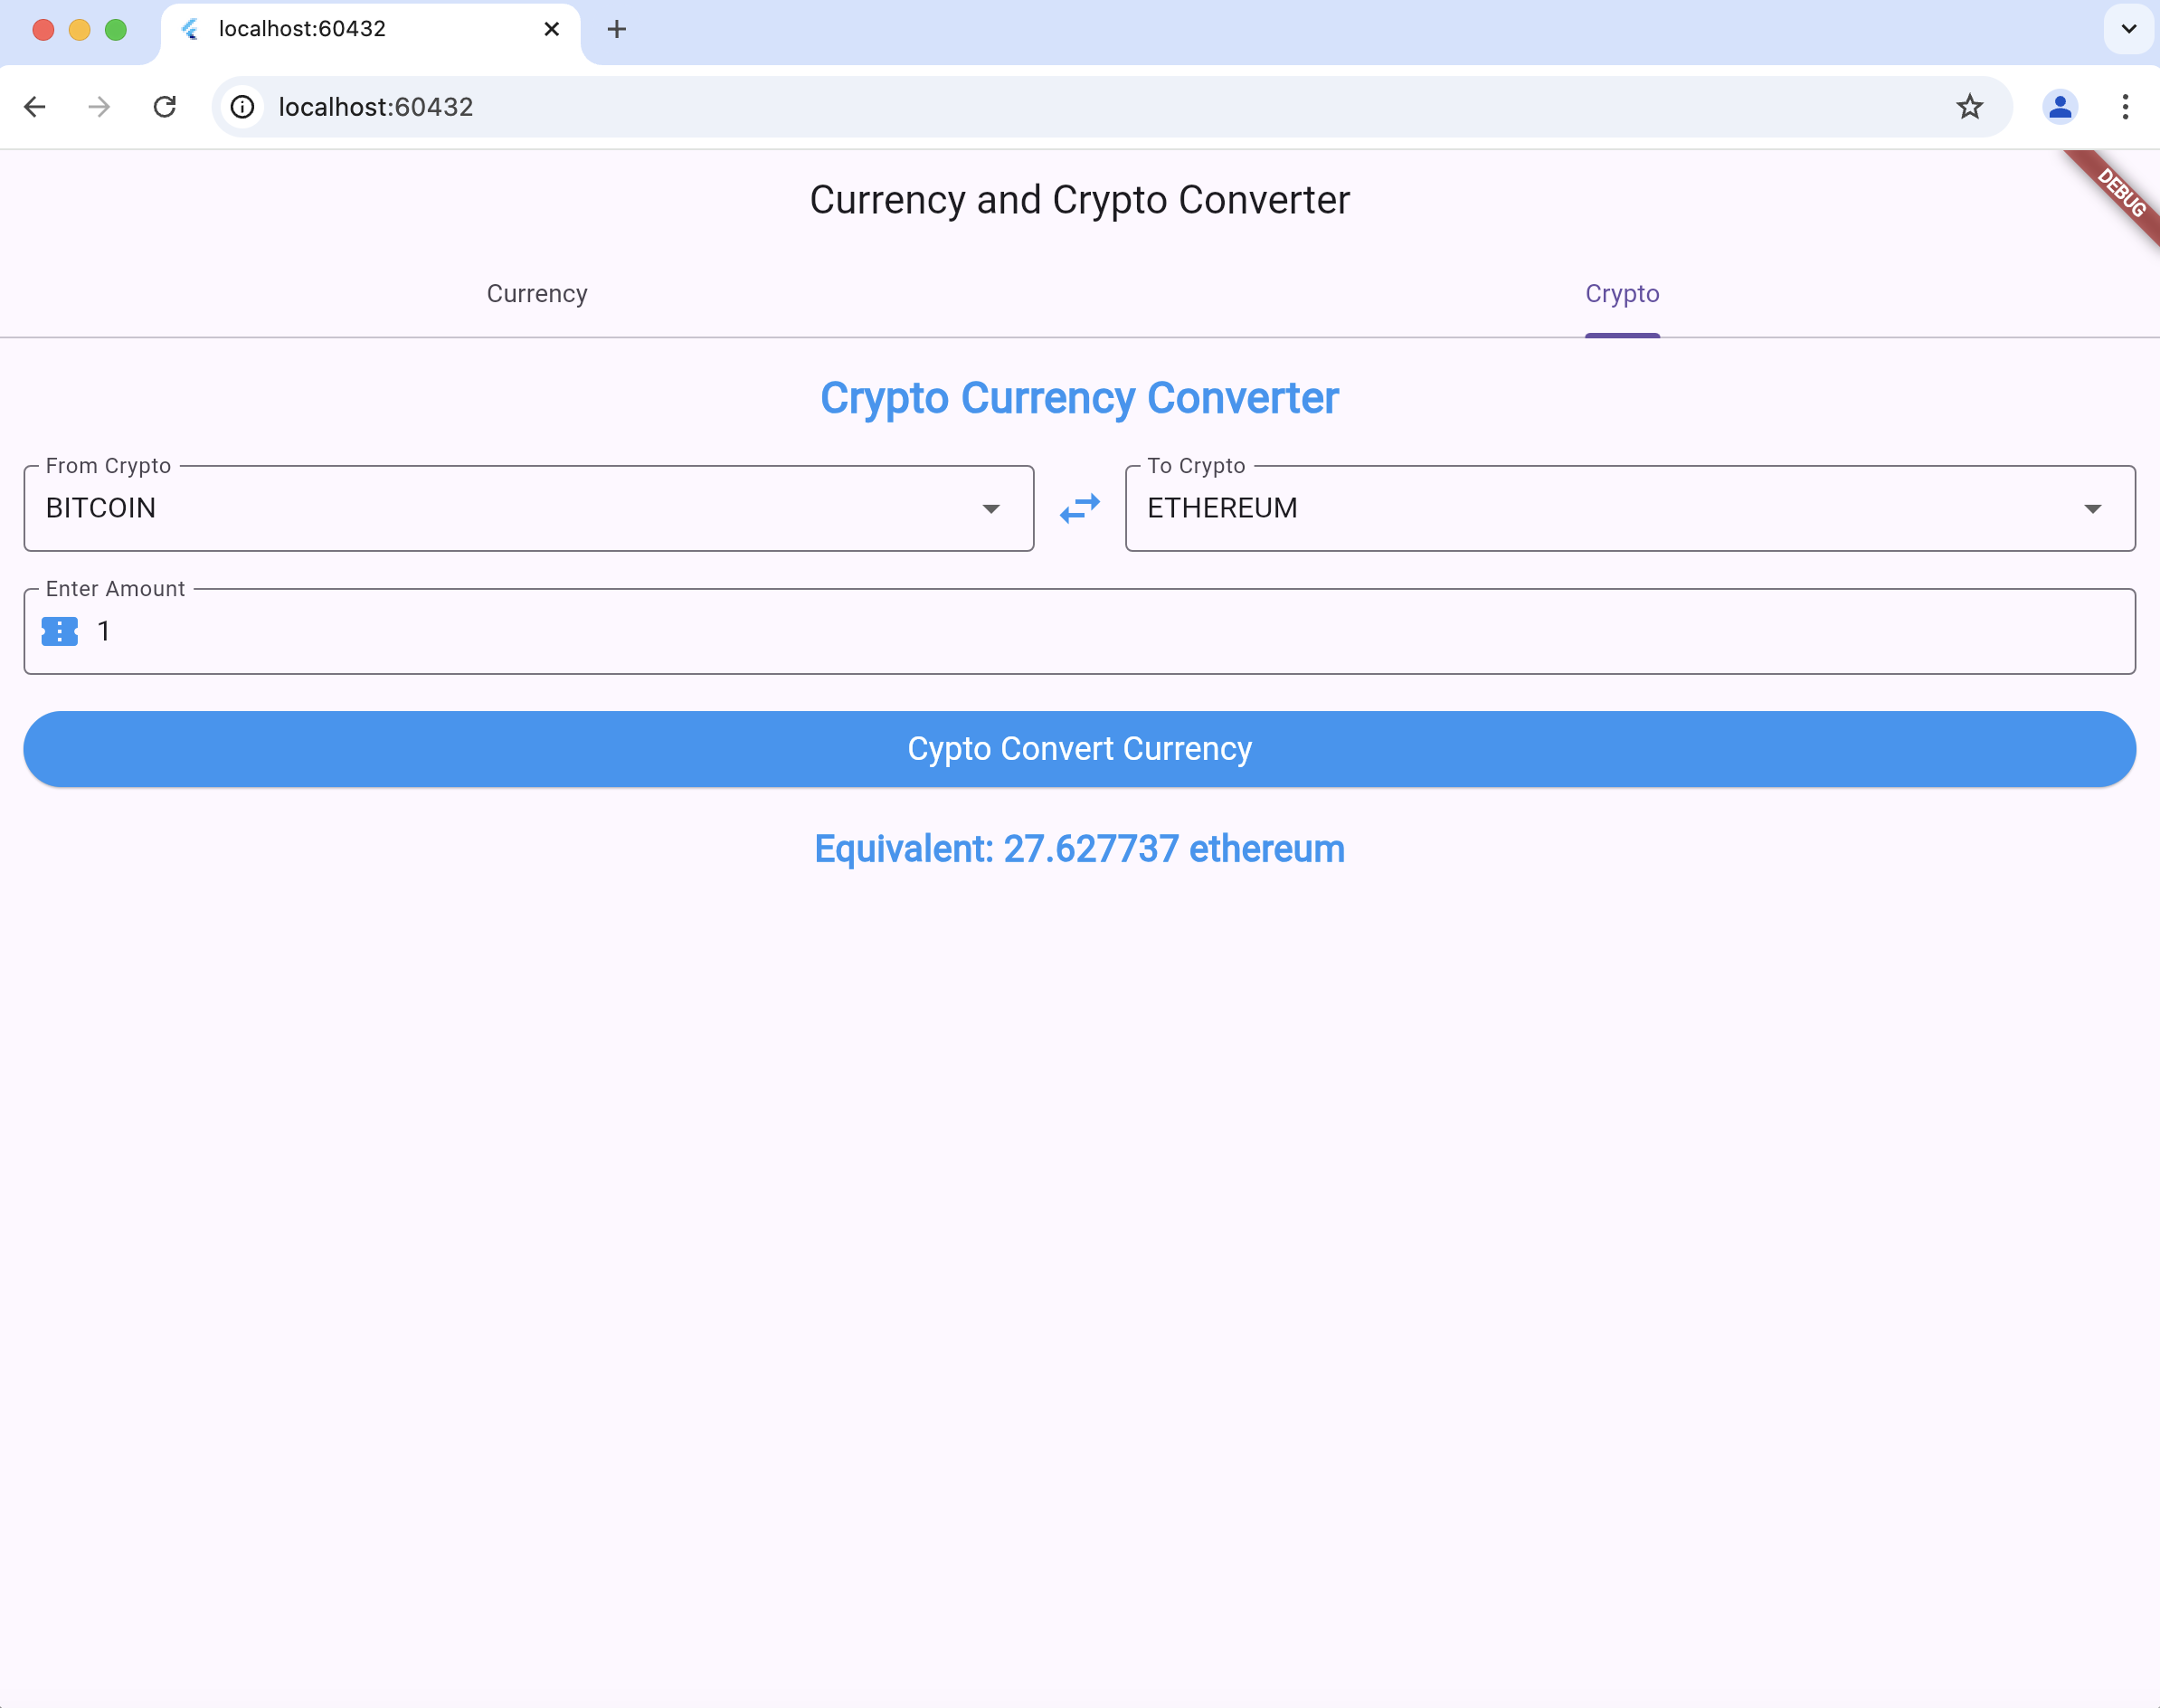 localhost:60432
localhost:60432
DEBUG
Currency and Crypto Converter
Currency
Crypto
Crypto Currency Converter
From Crypto
BITCOIN
To Crypto
ETHEREUM
Enter Amount
1
Cypto Convert Currency
Equivalent: 27.627737 ethereum